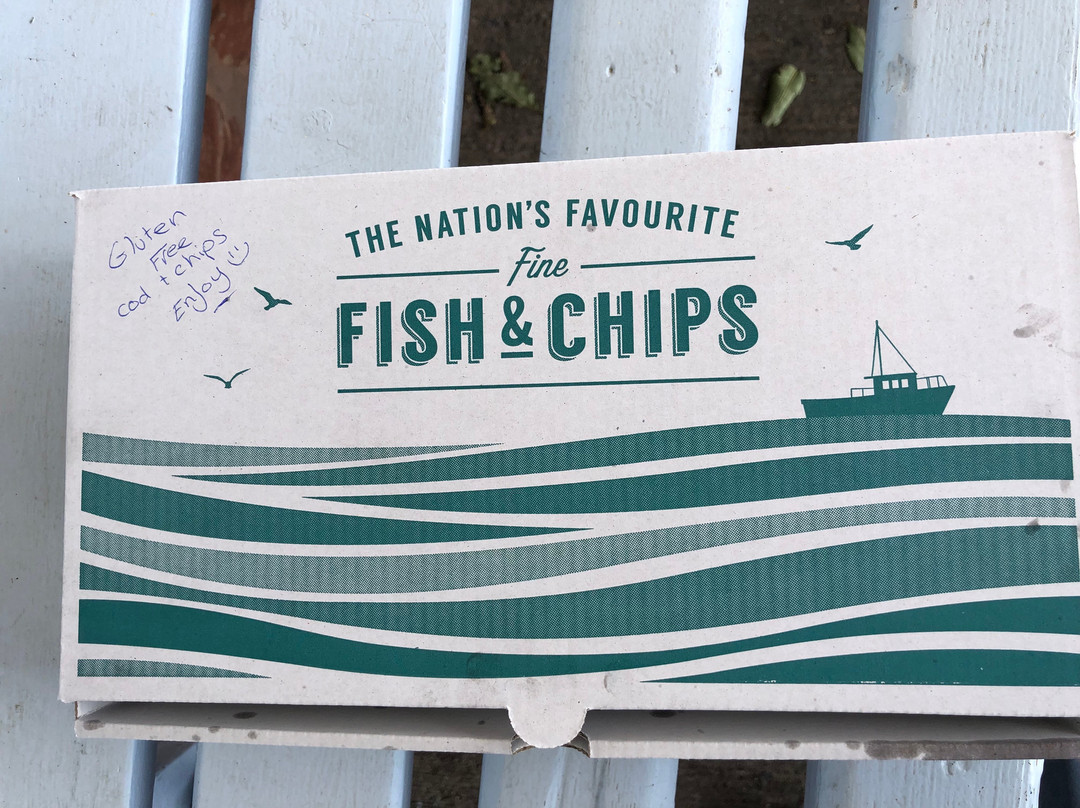 Gluten
Free
cod + chips
Enjoy :)
THE NATION'S FAVOURITE
Fine
FISH & CHIPS